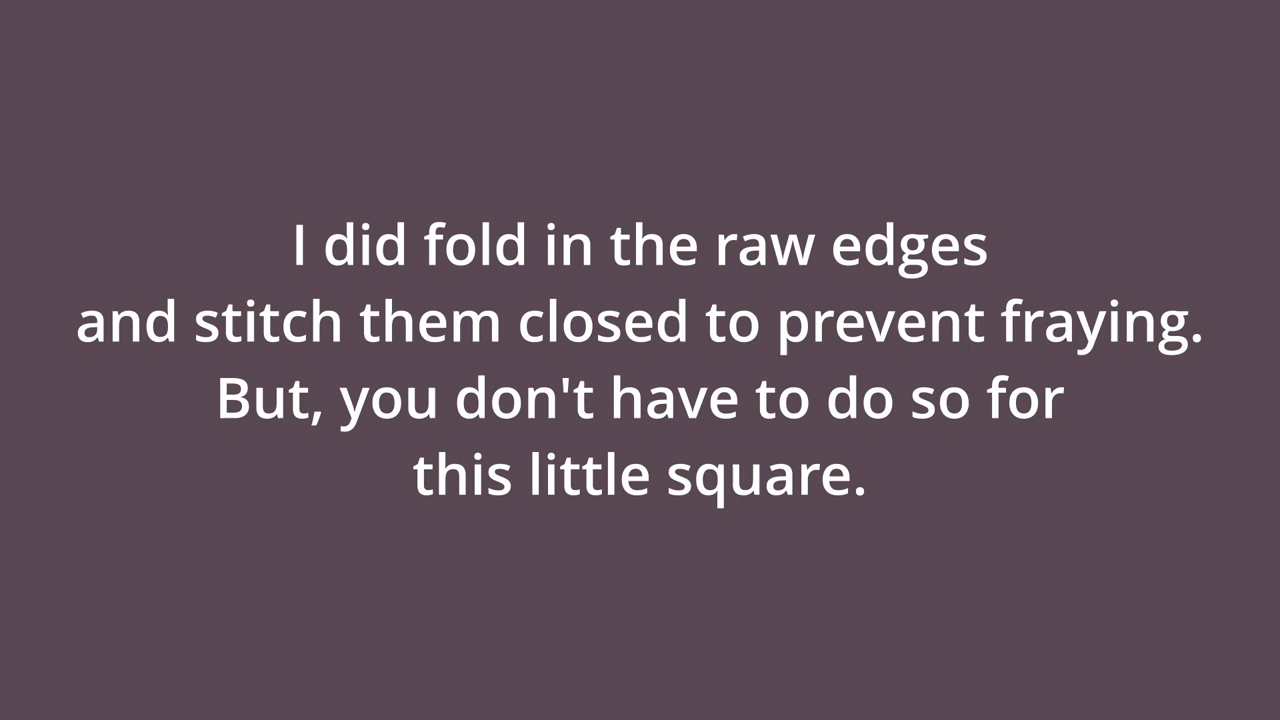 I did fold in the raw edges
and stitch them closed to prevent fraying.
But, you don't have to do so for
this little square.